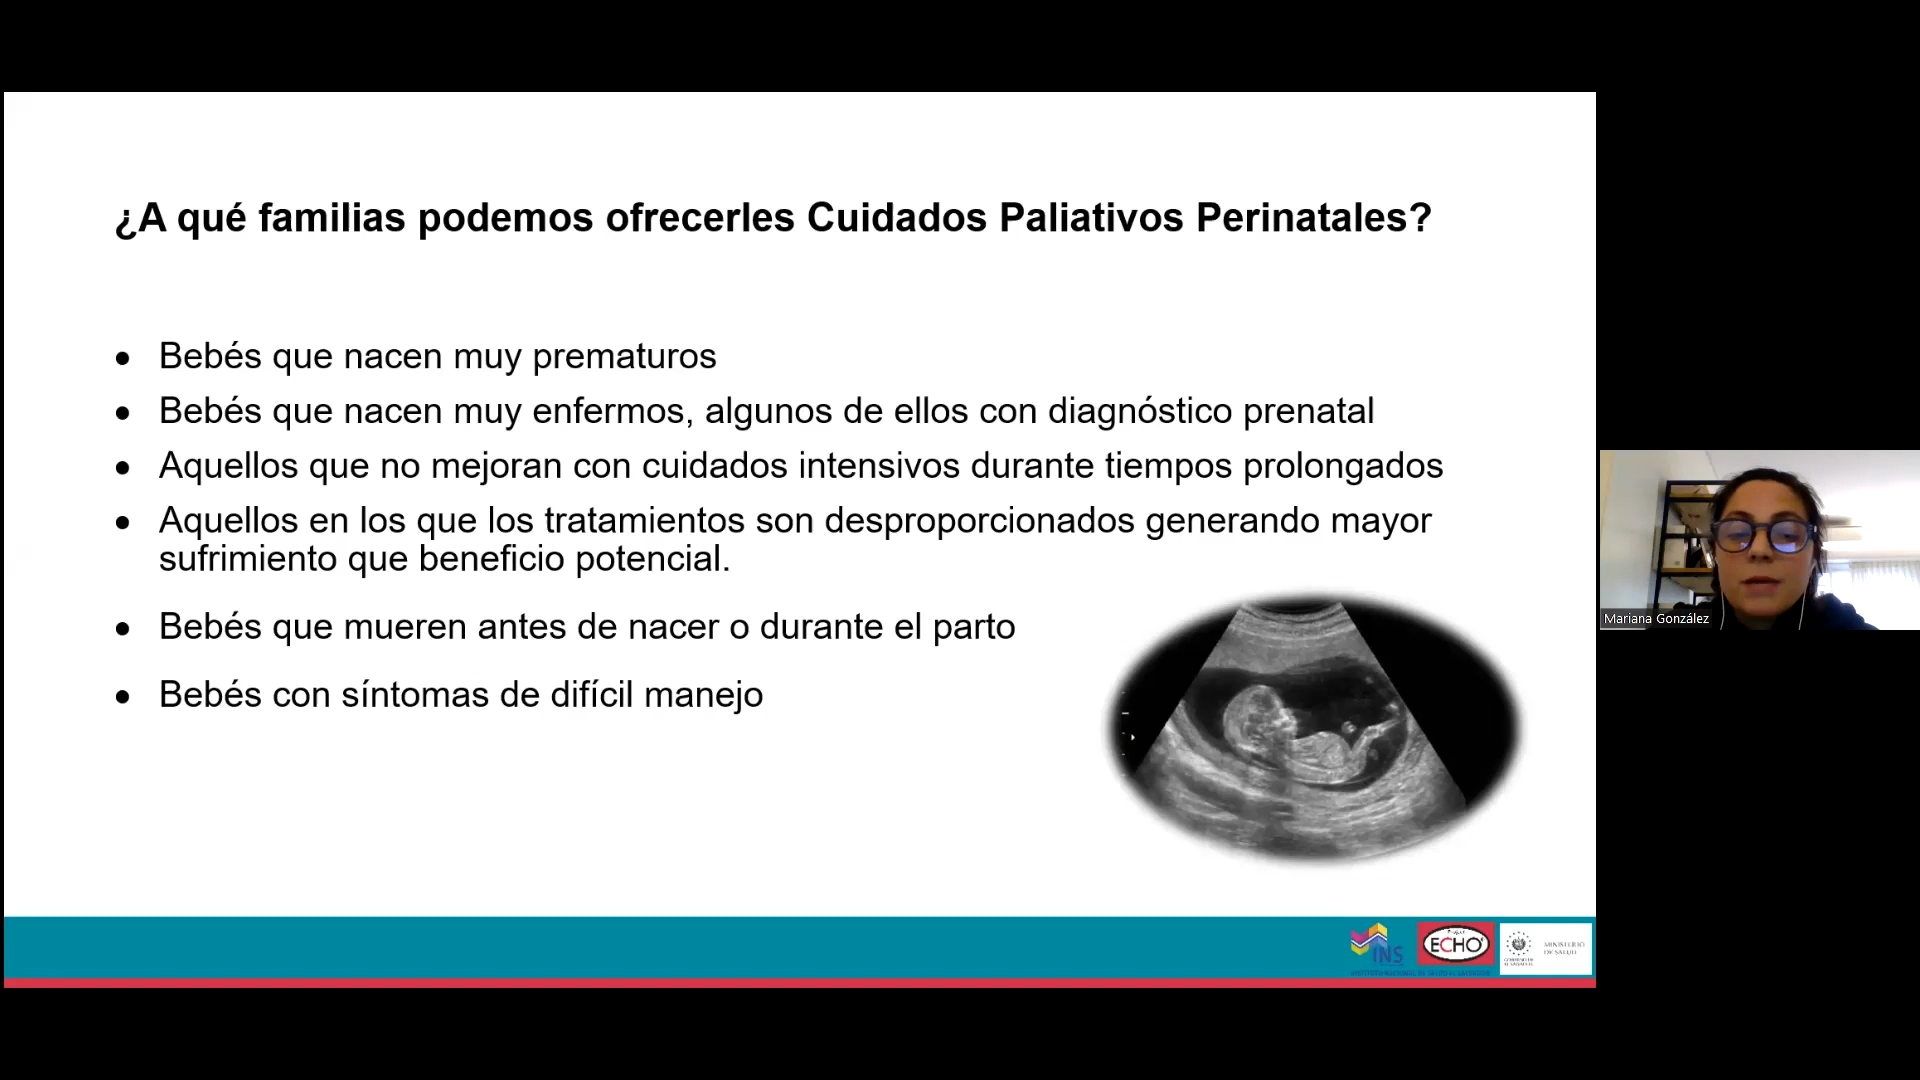 ¿A qué familias podemos ofrecerles Cuidados Paliativos Perinatales?
• Bebés que nacen muy prematuros
• Bebés que nacen muy enfermos, algunos de ellos con diagnóstico prenatal
• Aquellos que no mejoran con cuidados intensivos durante tiempos prolongados
• Aquellos en los que los tratamientos son desproporcionados generando mayor
sufrimiento que beneficio potencial.
• Bebés que mueren antes de nacer o durante el parto
• Bebés con síntomas de difícil manejo
Mariana González
INS
ECHO
MINISTERIO
DE SALUD